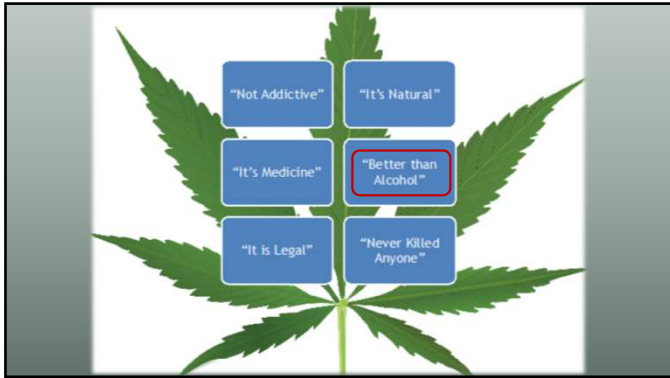 “Not Addictive”
“It’s Natural”
“It’s Medicine”
“Better than
Alcohol”
“It is Legal”
“Never Killed
Anyone”